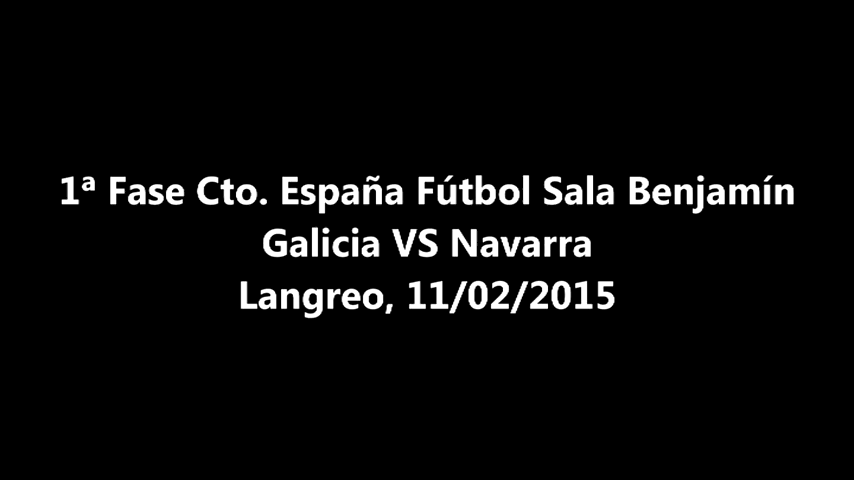 1ª Fase Cto. España Fútbol Sala Benjamín
Galicia VS Navarra
Langreo, 11/02/2015